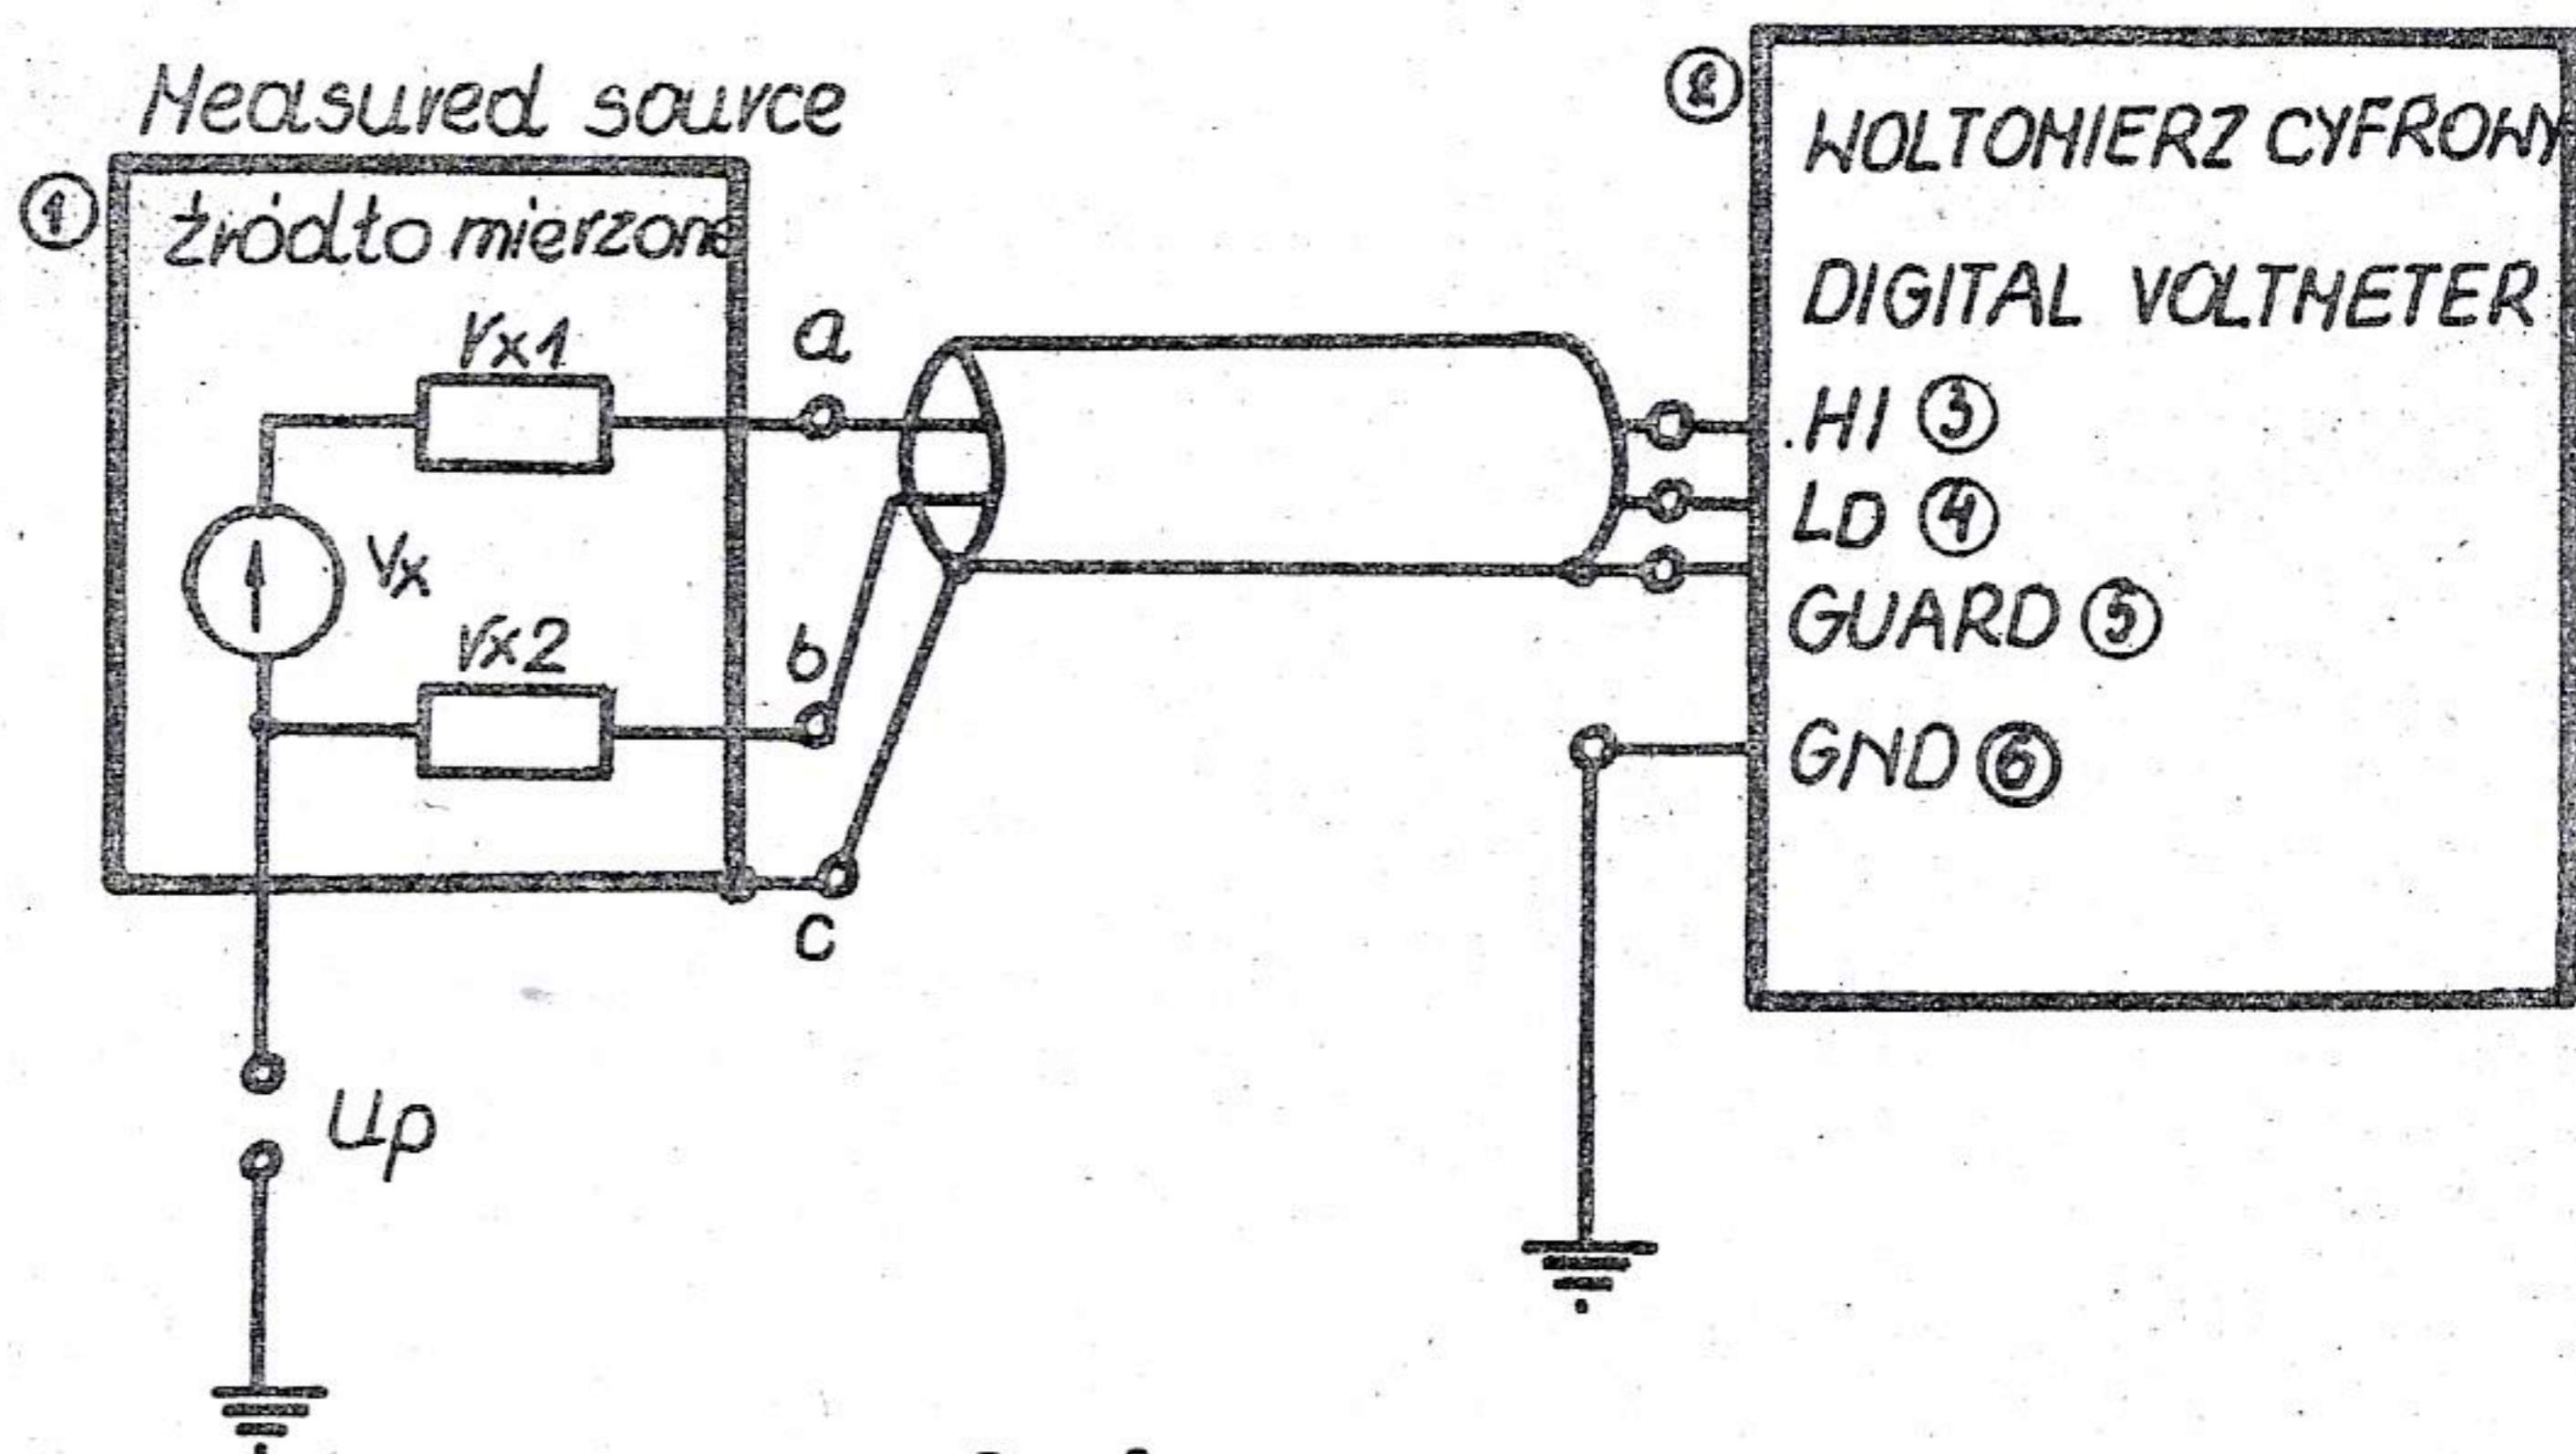 Measured source
①
źródło mierzone
Vx1
Vx
Vx2
a
b
c
Up
②
WOLTOMIERZ CYFROWY
DIGITAL VOLTMETER
HI ③
LO ④
GUARD ⑤
GND ⑥